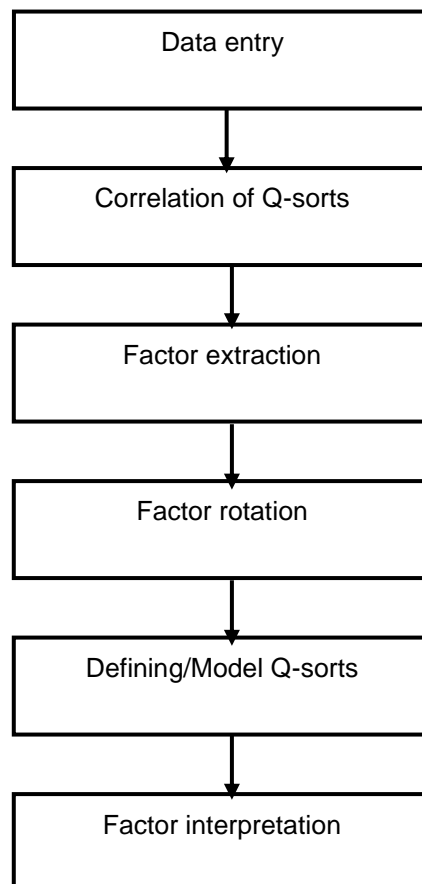 Data entry
Correlation of Q-sorts
Factor extraction
Factor rotation
Defining/Model Q-sorts
Factor interpretation